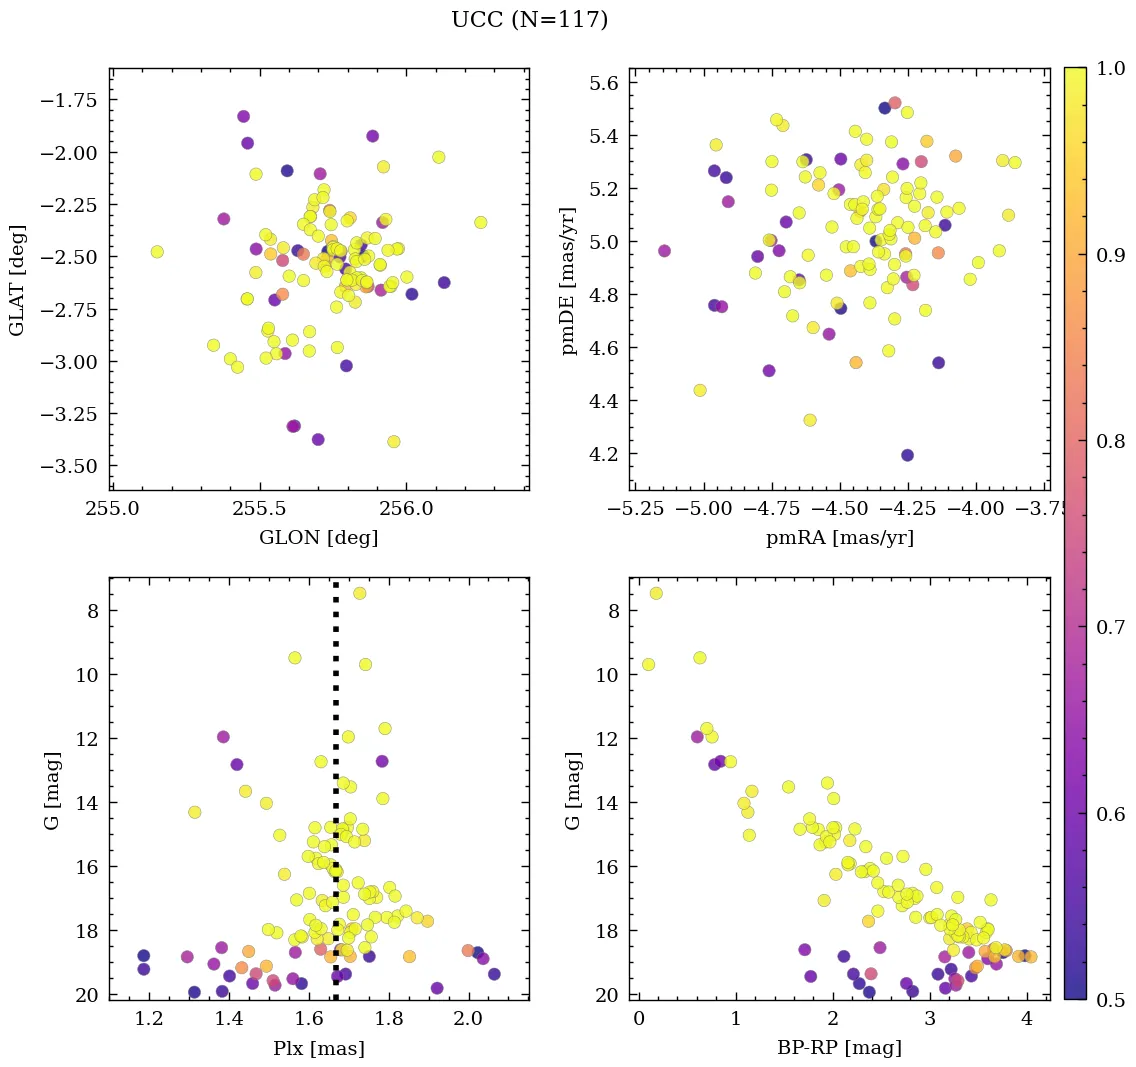 UCC (N=117)
−1.75
−2.00
−2.25
−2.50
−2.75
−3.00
−3.25
−3.50
GLAT [deg]
255.0 255.5 256.0
GLON [deg]
5.6
5.4
5.2
5.0
4.8
4.6
4.4
4.2
pmDE [mas/yr]
−5.25 −5.00 −4.75 −4.50 −4.25 −4.00 −3.75
pmRA [mas/yr]
8
10
12
14
16
18
20
G [mag]
1.2 1.4 1.6 1.8 2.0
Plx [mas]
8
10
12
14
16
18
20
G [mag]
0 1 2 3 4
BP-RP [mag]
1.0
0.9
0.8
0.7
0.6
0.5